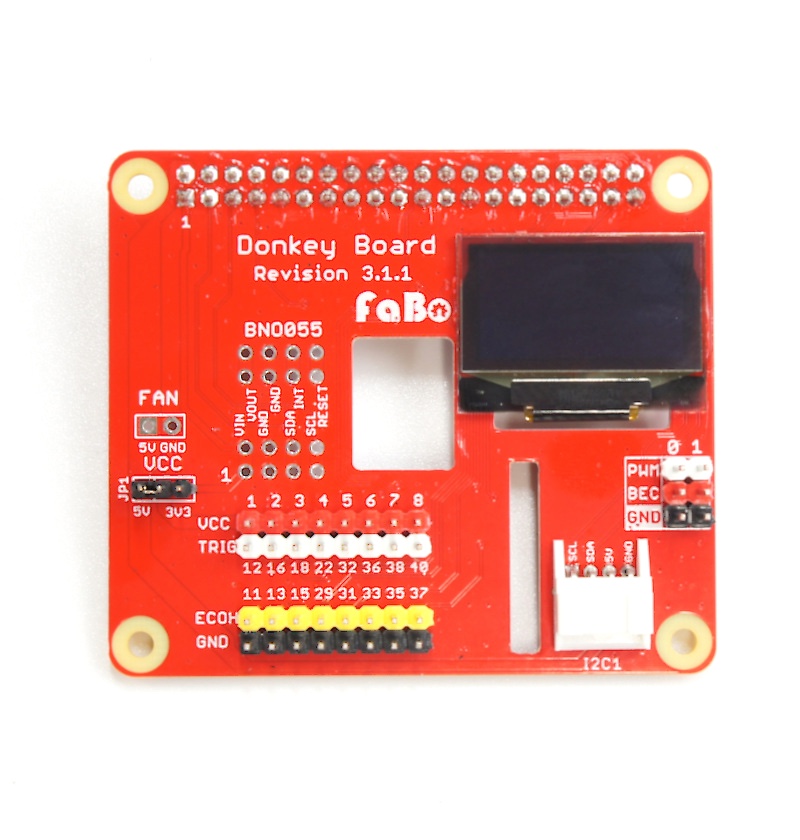 1
Donkey Board
Revision 3.1.1
FaBo
BNO055
VIN VOUT GND GND SDA INT SCL RESET
1
FAN
5V GND
VCC
JP1
5V 3V3
1 2 3 4 5 6 7 8
VCC
TRIG
12 16 18 22 32 36 38 40
11 13 15 29 31 33 35 37
ECOH
GND
0 1
PWM
BEC
GND
SCL SDA 5V GND
I2C1